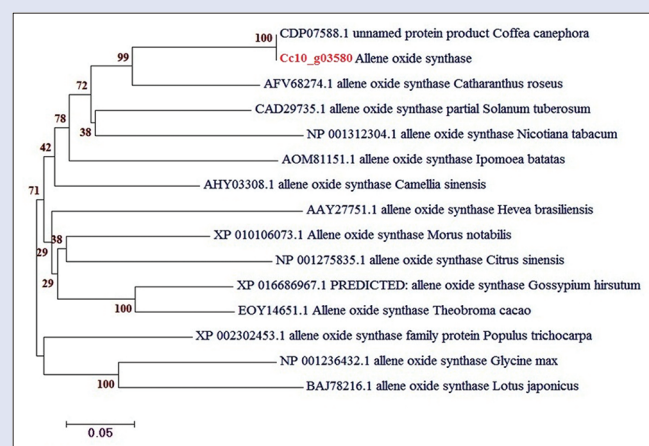 100 CDP07588.1 unnamed protein product Coffea canephora
99 Cc10_g03580 Allene oxide synthase
72 AFV68274.1 allene oxide synthase Catharanthus roseus
78 CAD29735.1 allene oxide synthase partial Solanum tuberosum
38 NP 001312304.1 allene oxide synthase Nicotiana tabacum
42 AOM81151.1 allene oxide synthase Ipomoea batatas
71 AHY03308.1 allene oxide synthase Camellia sinensis
AAY27751.1 allene oxide synthase Hevea brasiliensis
38 XP 010106073.1 Allene oxide synthase Morus notabilis
29 NP 001275835.1 allene oxide synthase Citrus sinensis
29 XP 016686967.1 PREDICTED: allene oxide synthase Gossypium hirsutum
100 EOY14651.1 Allene oxide synthase Theobroma cacao
XP 002302453.1 allene oxide synthase family protein Populus trichocarpa
NP 001236432.1 allene oxide synthase Glycine max
100 BAJ78216.1 allene oxide synthase Lotus japonicus
0.05